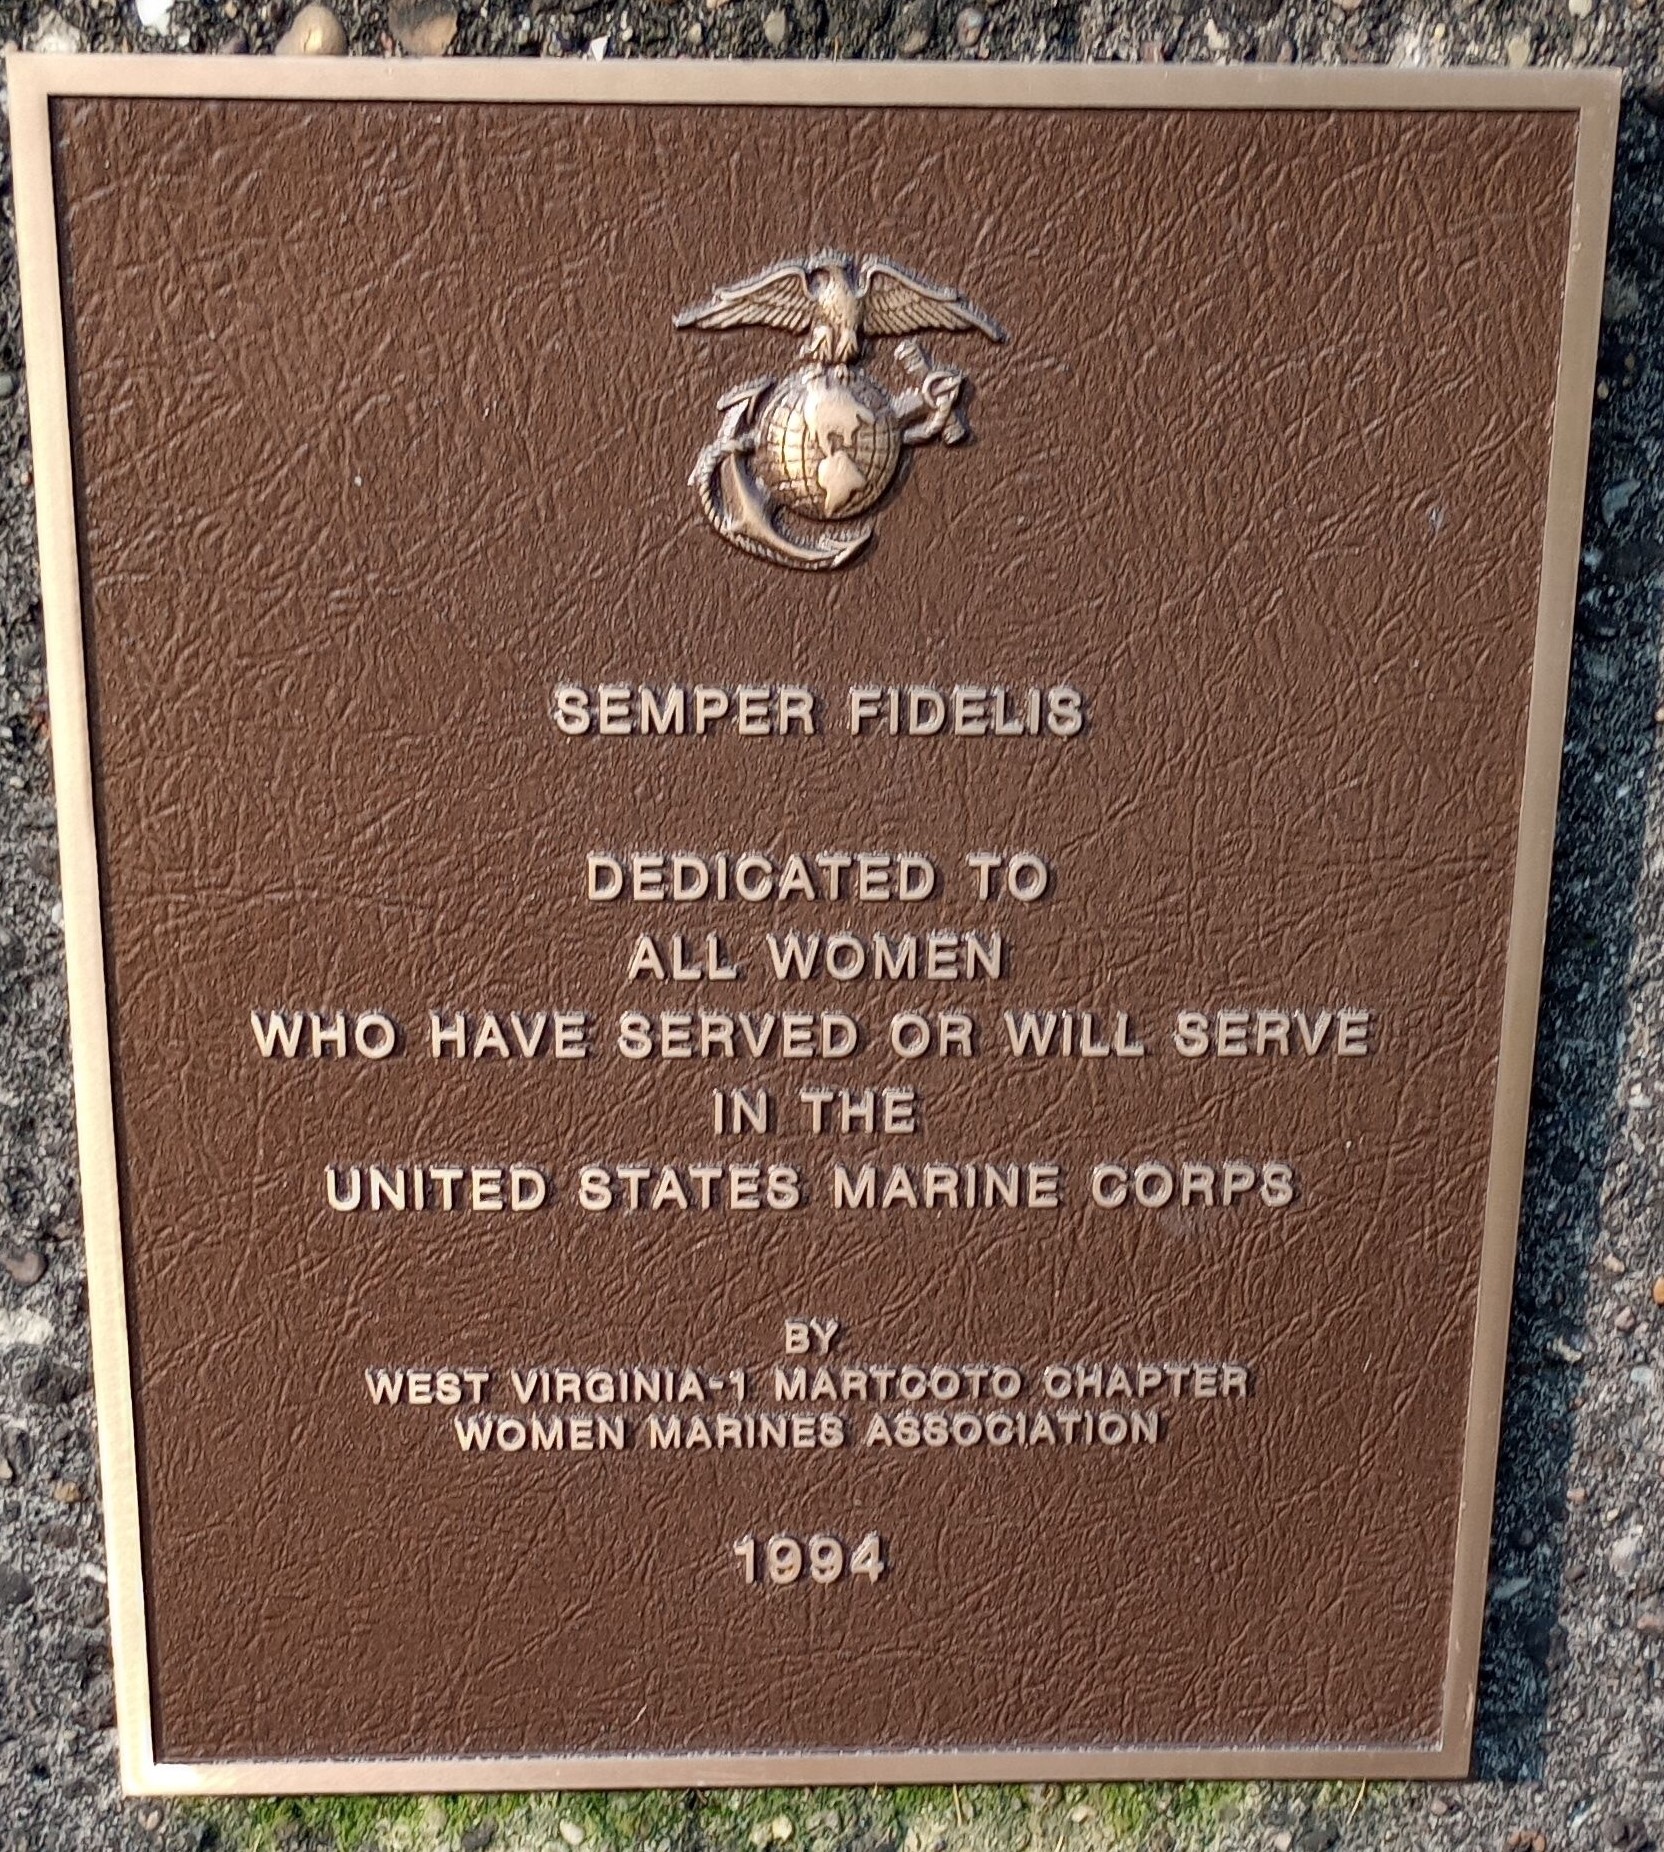 SEMPER FIDELIS
DEDICATED TO
ALL WOMEN
WHO HAVE SERVED OR WILL SERVE
IN THE
UNITED STATES MARINE CORPS
BY
WEST VIRGINIA-1 MARTCOTO CHAPTER
WOMEN MARINES ASSOCIATION
1994